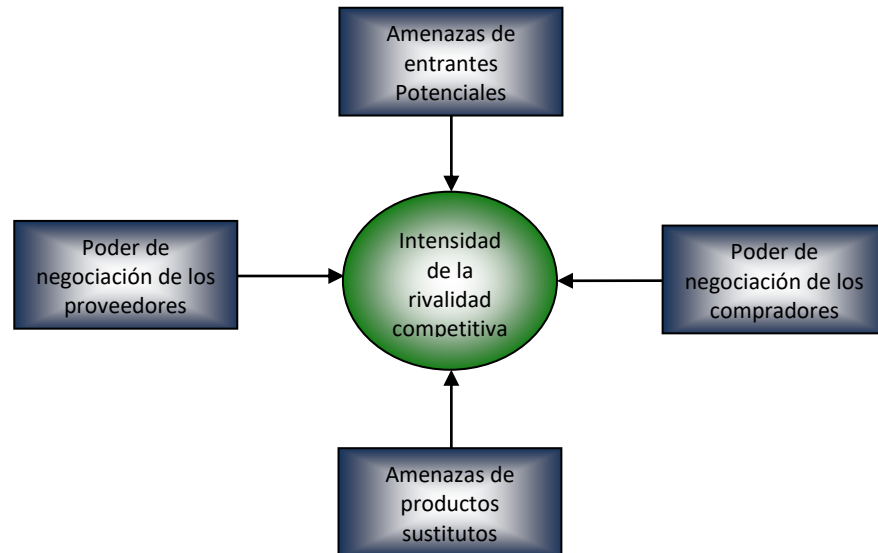 Amenazas de
entrantes
Potenciales
Poder de
negociación de los
proveedores
Intensidad
de la
rivalidad
competitiva
Poder de
negociación de los
compradores
Amenazas de
productos
sustitutos